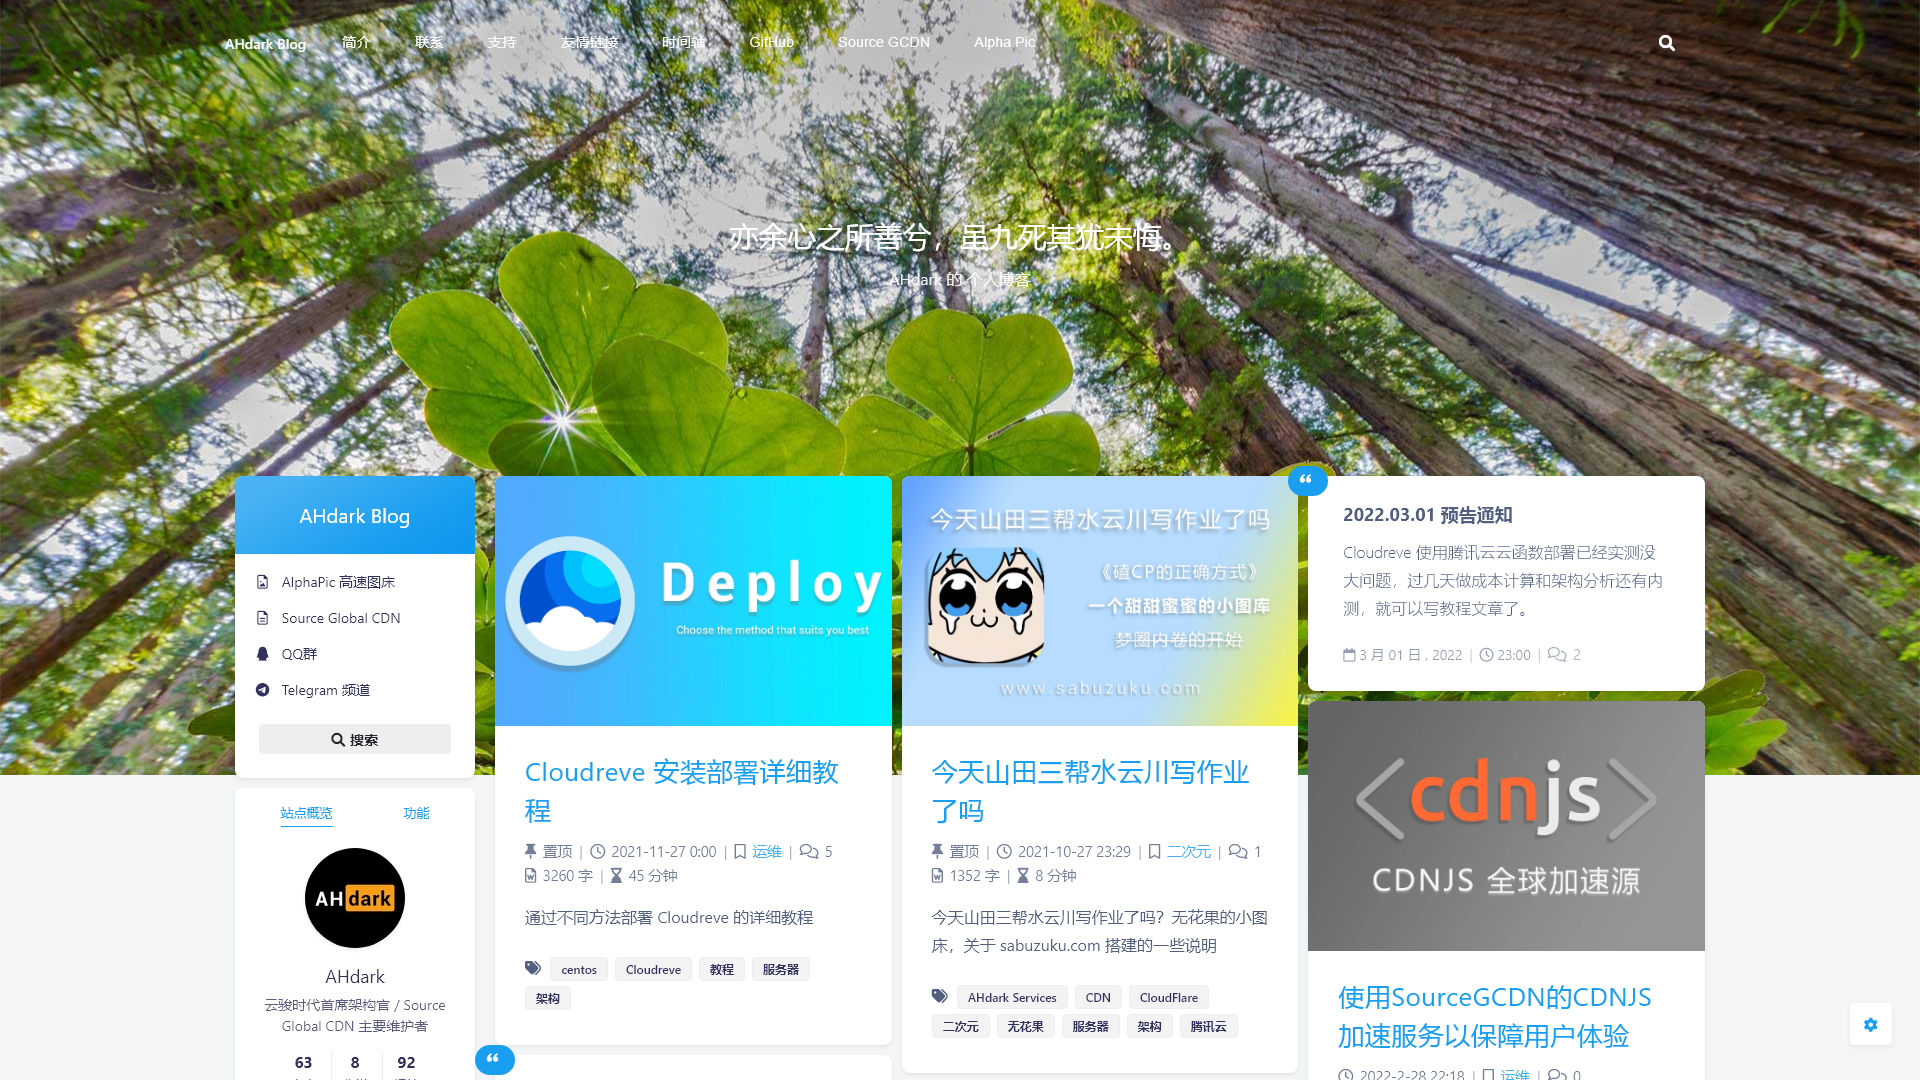 AHdark Blog 简介 联系 支持 友情链接 时间轴 GitHub Source GCDN Alpha Pic
亦余心之所善兮，虽九死其犹未悔。
AHdark 的个人博客
AHdark Blog
AlphaPic 高速图床
Source Global CDN
QQ群
Telegram 频道
搜索
站点概览 功能
AHdark
AHdark
云骏时代首席架构官 / Source
Global CDN 主要维护者
63 8 92
Deploy
Choose the method that suits you best
Cloudreve 安装部署详细教
程
置顶 | 2021-11-27 0:00 | 运维 | 5
3260 字 | 45 分钟
通过不同方法部署 Cloudreve 的详细教程
centos Cloudreve 教程 服务器
架构
今天山田三帮水云川写作业了吗
《磕CP的正确方式》
一个甜甜蜜蜜的小图库
梦圈内卷的开始
www.sabuzuku.com
今天山田三帮水云川写作业
了吗
置顶 | 2021-10-27 23:29 | 二次元 | 1
1352 字 | 8 分钟
今天山田三帮水云川写作业了吗？无花果的小图
床，关于 sabuzuku.com 搭建的一些说明
AHdark Services CDN CloudFlare
二次元 无花果 服务器 架构 腾讯云
2022.03.01 预告通知
Cloudreve 使用腾讯云云函数部署已经实测没
大问题，过几天做成本计算和架构分析还有内
测，就可以写教程文章了。
3 月 01 日 , 2022 | 23:00 | 2
<cdnjs>
CDNJS 全球加速源
使用SourceGCDN的CDNJS
加速服务以保障用户体验
2022-2-28 22:18 | 运维 | 0